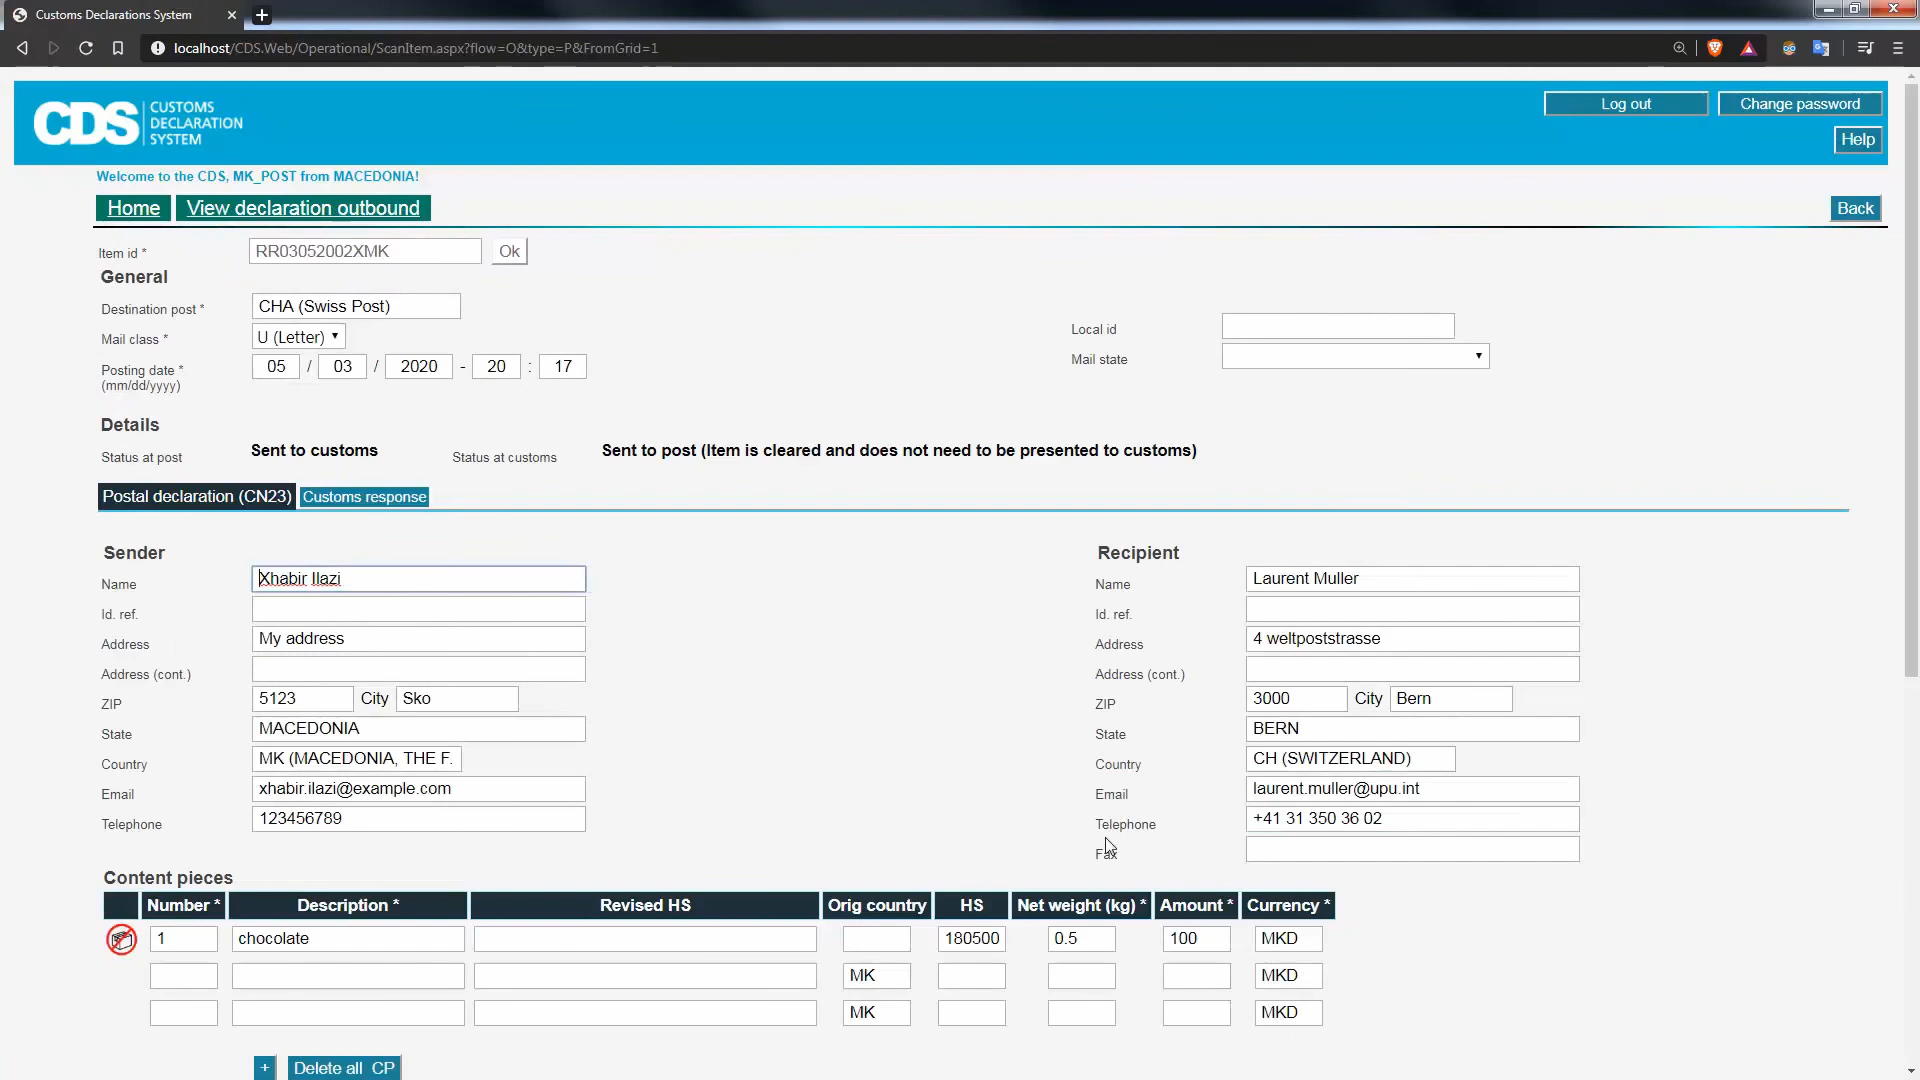 Customs Declarations System
localhost/CDS.Web/Operational/ScanItem.aspx?flow=O&type=P&FromGrid=1
CDS CUSTOMS DECLARATION SYSTEM
Log out Change password
Help
Welcome to the CDS, MK_POST from MACEDONIA!
Home View declaration outbound Back
Item id * RR03052002XMK Ok
General
Destination post * CHA (Swiss Post)
Local id
Mail class * U (Letter)
Mail state
Posting date * 05 / 03 / 2020 - 20 : 17
(mm/dd/yyyy)
Details
Status at post Sent to customs Status at customs Sent to post (Item is cleared and does not need to be presented to customs)
Postal declaration (CN23) Customs response
Sender Recipient
Name Xhabir Ilazi Name Laurent Muller
Id. ref. Id. ref.
Address My address Address 4 weltpoststrasse
Address (cont.) Address (cont.)
ZIP 5123 City Sko ZIP 3000 City Bern
State MACEDONIA State BERN
Country MK (MACEDONIA, THE F. Country CH (SWITZERLAND)
Email xhabir.ilazi@example.com Email laurent.muller@upu.int
Telephone 123456789 Telephone +41 31 350 36 02
Fax
Content pieces
Number * Description * Revised HS Orig country HS Net weight (kg) * Amount * Currency *
1 chocolate 180500 0.5 100 MKD
MK MKD
MK MKD
+ Delete all CP